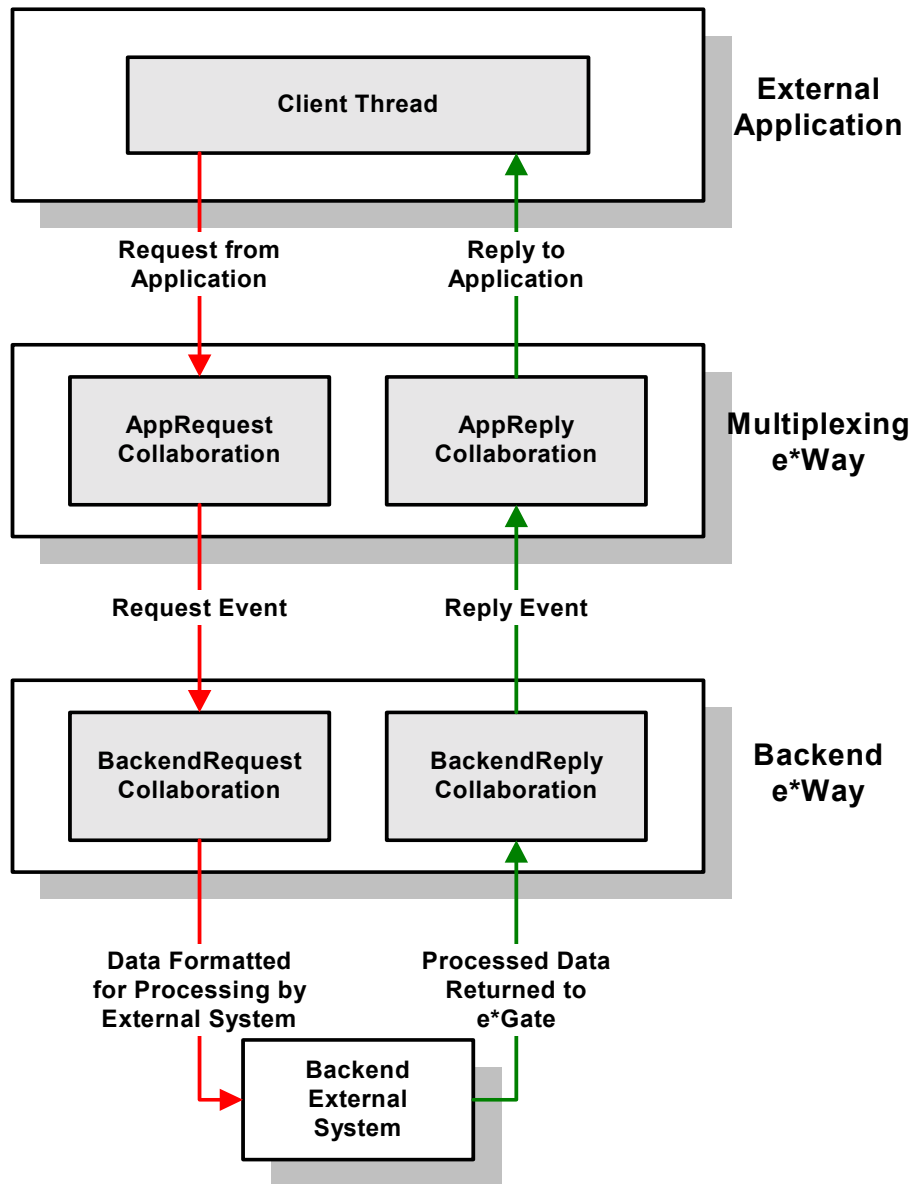 Client Thread
External
Application
Request from
Application
Reply to
Application
AppRequest
Collaboration
AppReply
Collaboration
Multiplexing
e*Way
Request Event
Reply Event
BackendRequest
Collaboration
BackendReply
Collaboration
Backend
e*Way
Data Formatted
for Processing by
External System
Processed Data
Returned to
e*Gate
Backend
External
System